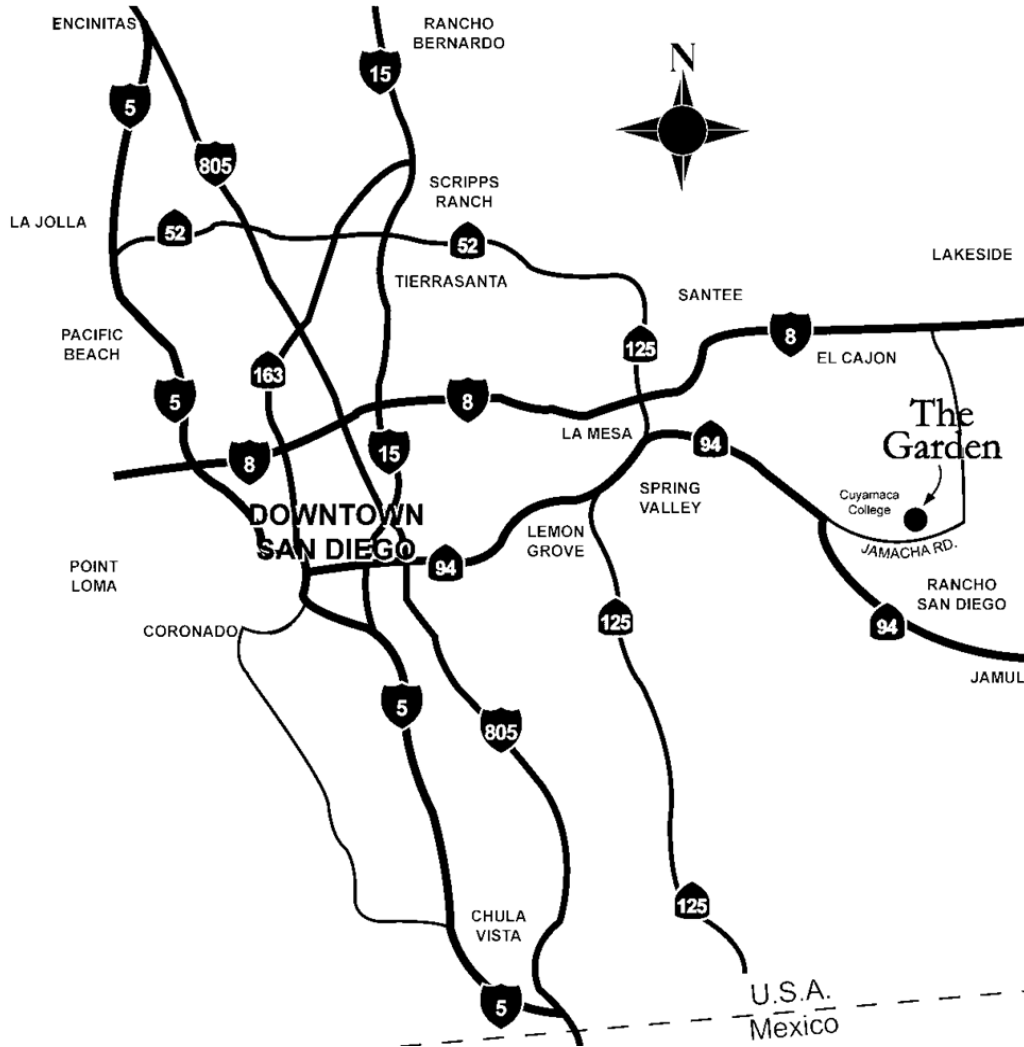 ENCINITAS
RANCHO
BERNARDO
N
15
5
805
SCRIPPS
RANCH
LA JOLLA
52
52
LAKESIDE
TIERRASANTA
SANTEE
PACIFIC
BEACH
125
8
EL CAJON
163
5
8
The
Garden
LA MESA
94
15
8
SPRING
VALLEY
Cuyamaca
College
DOWNTOWN
SAN DIEGO
LEMON
GROVE
JAMACHA RD.
94
POINT
LOMA
RANCHO
SAN DIEGO
125
94
CORONADO
JAMUL
5
805
125
CHULA
VISTA
5
U.S.A.
Mexico